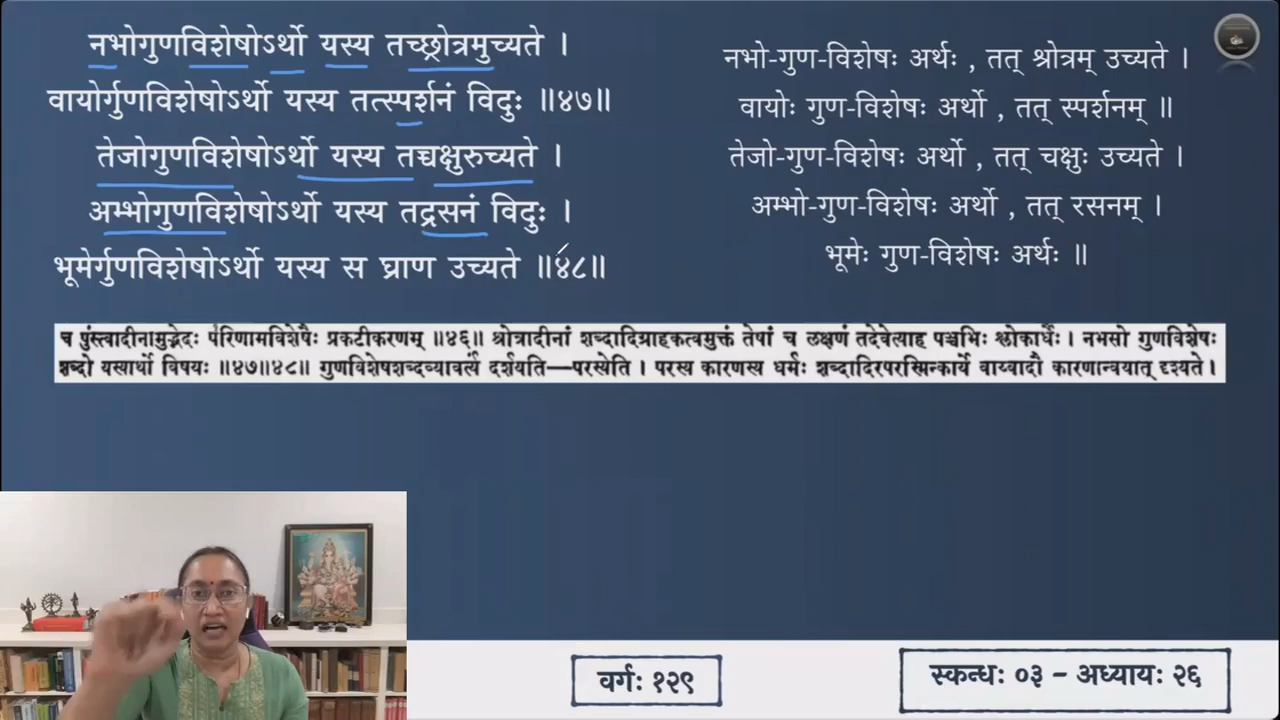 नभोगुणविशेषोऽर्थो यस्य तच्छ्रोत्रमुच्यते ।
वायोर्गुणविशेषोऽर्थो यस्य तत्स्पर्शनं विदुः ॥४७॥
तेजोगुणविशेषोऽर्थो यस्य तच्चक्षुरुच्यते ।
अम्भोगुणविशेषोऽर्थो यस्य तद्रसनं विदुः ।
भूमेर्गुणविशेषोऽर्थो यस्य स घ्राण उच्यते ॥४८॥
नभो-गुण-विशेषः अर्थः , तत् श्रोत्रम् उच्यते ।
वायोः गुण-विशेषः अर्थो , तत् स्पर्शनम् ॥
तेजो-गुण-विशेषः अर्थो , तत् चक्षुः उच्यते ।
अम्भो-गुण-विशेषः अर्थो , तत् रसनम् ।
भूमेः गुण-विशेषः अर्थः ॥
च पुंस्त्वादीनामुद्भेदः परिणामविशेषैः प्रकटीकरणम् ॥४६॥ श्रोत्रादीनां शब्दादिग्राहकत्वमुक्तं तेषां च लक्षणं तदेवेत्याह पञ्चभिः श्लोकार्धैः । नभसो गुणविशेषः
शब्दो यस्यार्थो विषयः ॥४७॥४८॥ गुणविशेषशब्दव्यावर्त्यं दर्शयति—परस्येति । परस्य कारणस्य धर्मः शब्दादिरपरस्मिन्कार्ये वाय्वादौ कारणान्वयात् दृश्यते ।
वर्गः १२९
स्कन्धः ०३ - अध्यायः २६